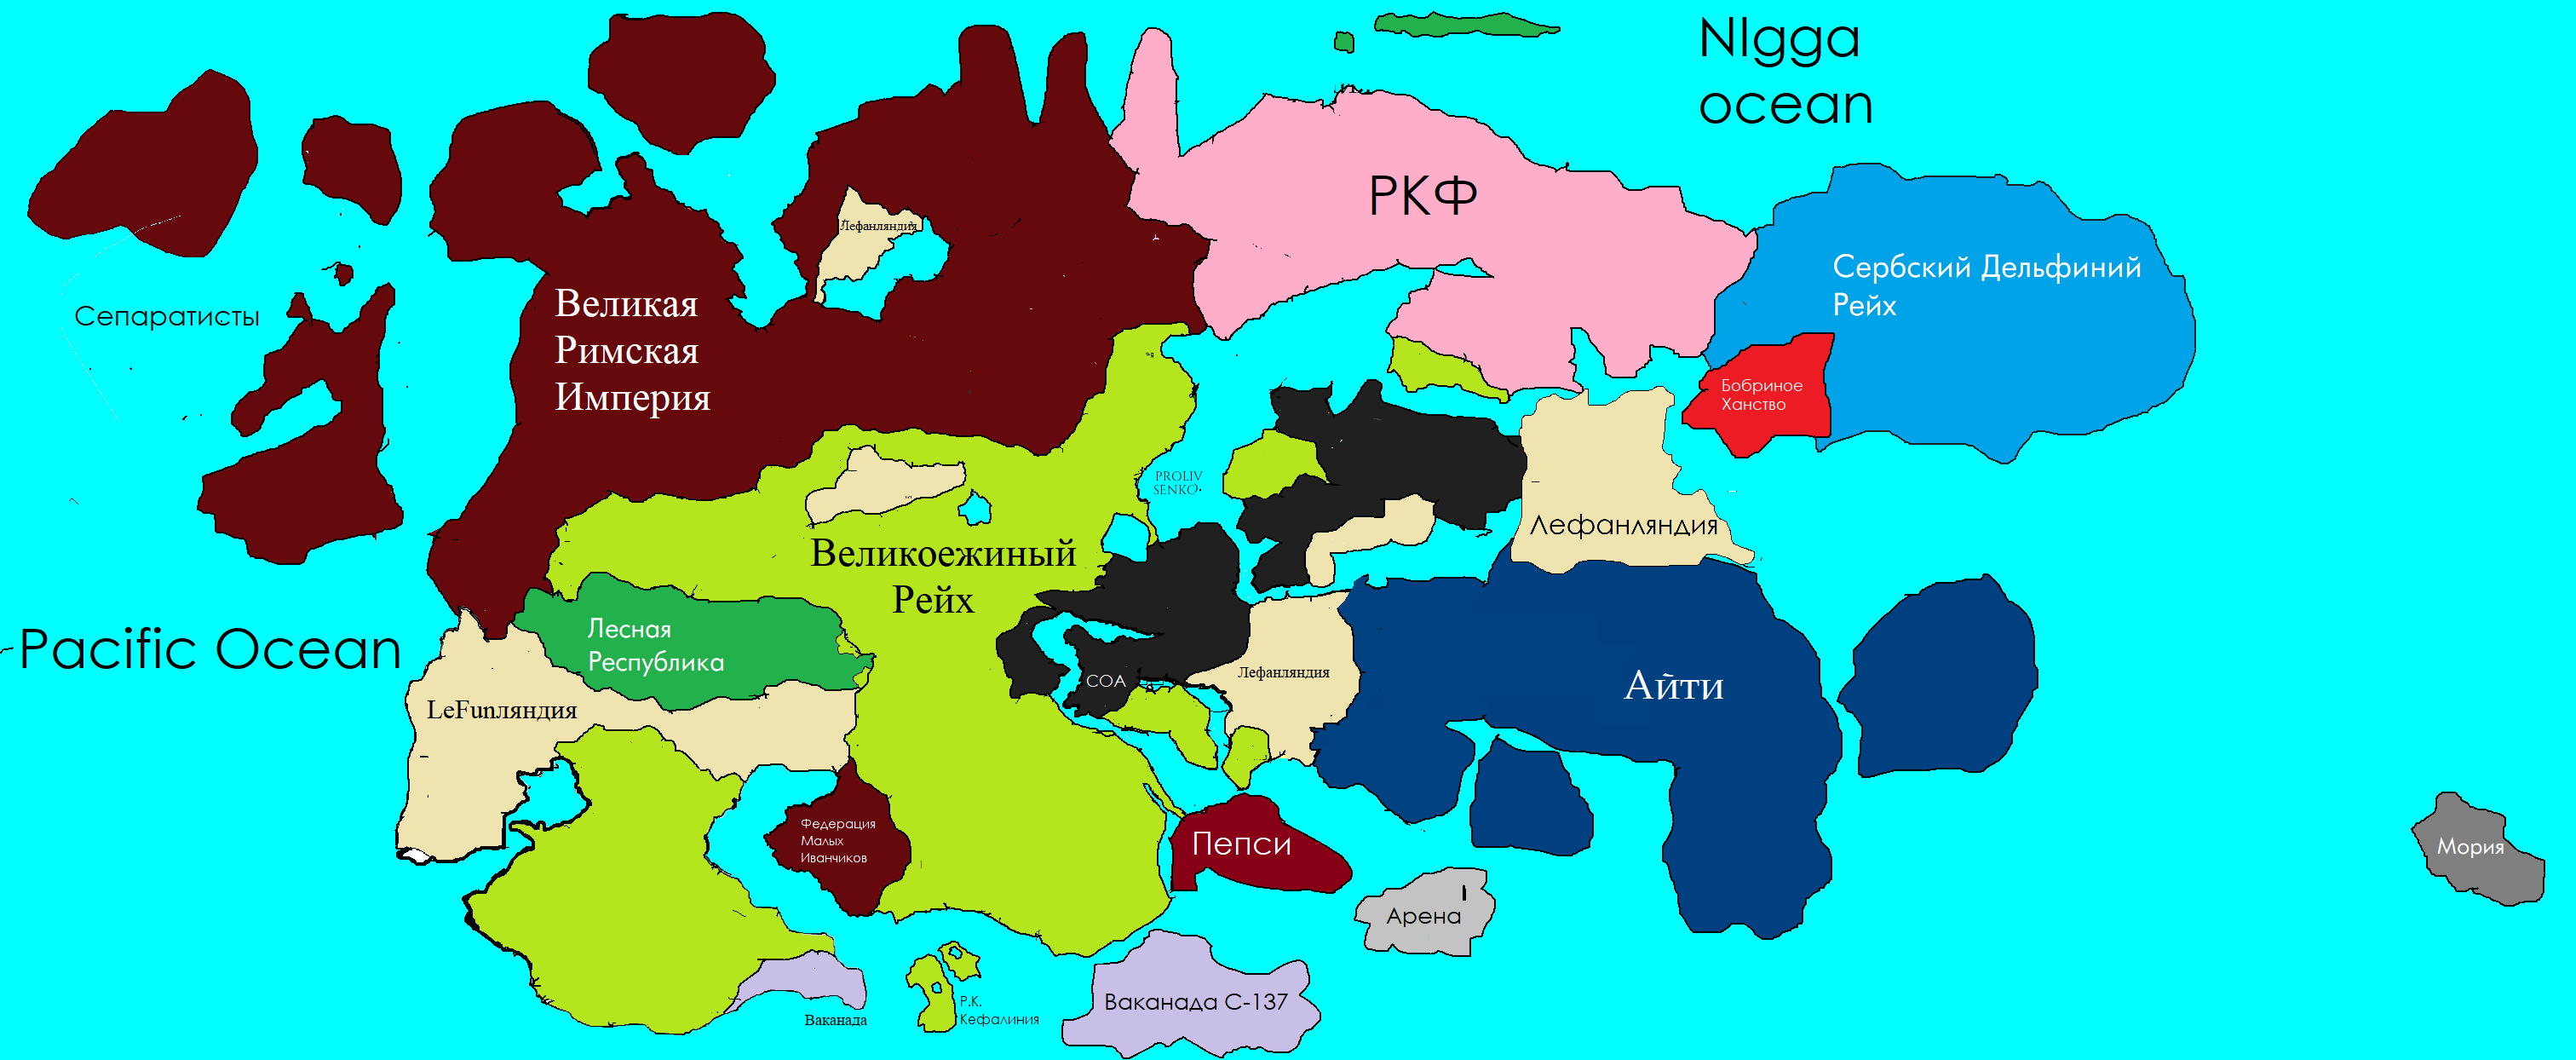 NIgga
ocean
РКФ
Лефанляндия
Сербский Дельфиний
Рейх
Великая
Римская
Империя
Сепаратисты
Бобриное
Ханство
PROLIV
SENKO
Лефанляндия
Великоежиный
Рейх
Лесная
Республика
Pacific Ocean
LeFunляндия
СОА
Лефанляндия
Айти
Федерация
Малых
Иванчиков
Пепси
Мория
Арена
Ваканада
Р.К.
Кефалиния
Ваканада С-137